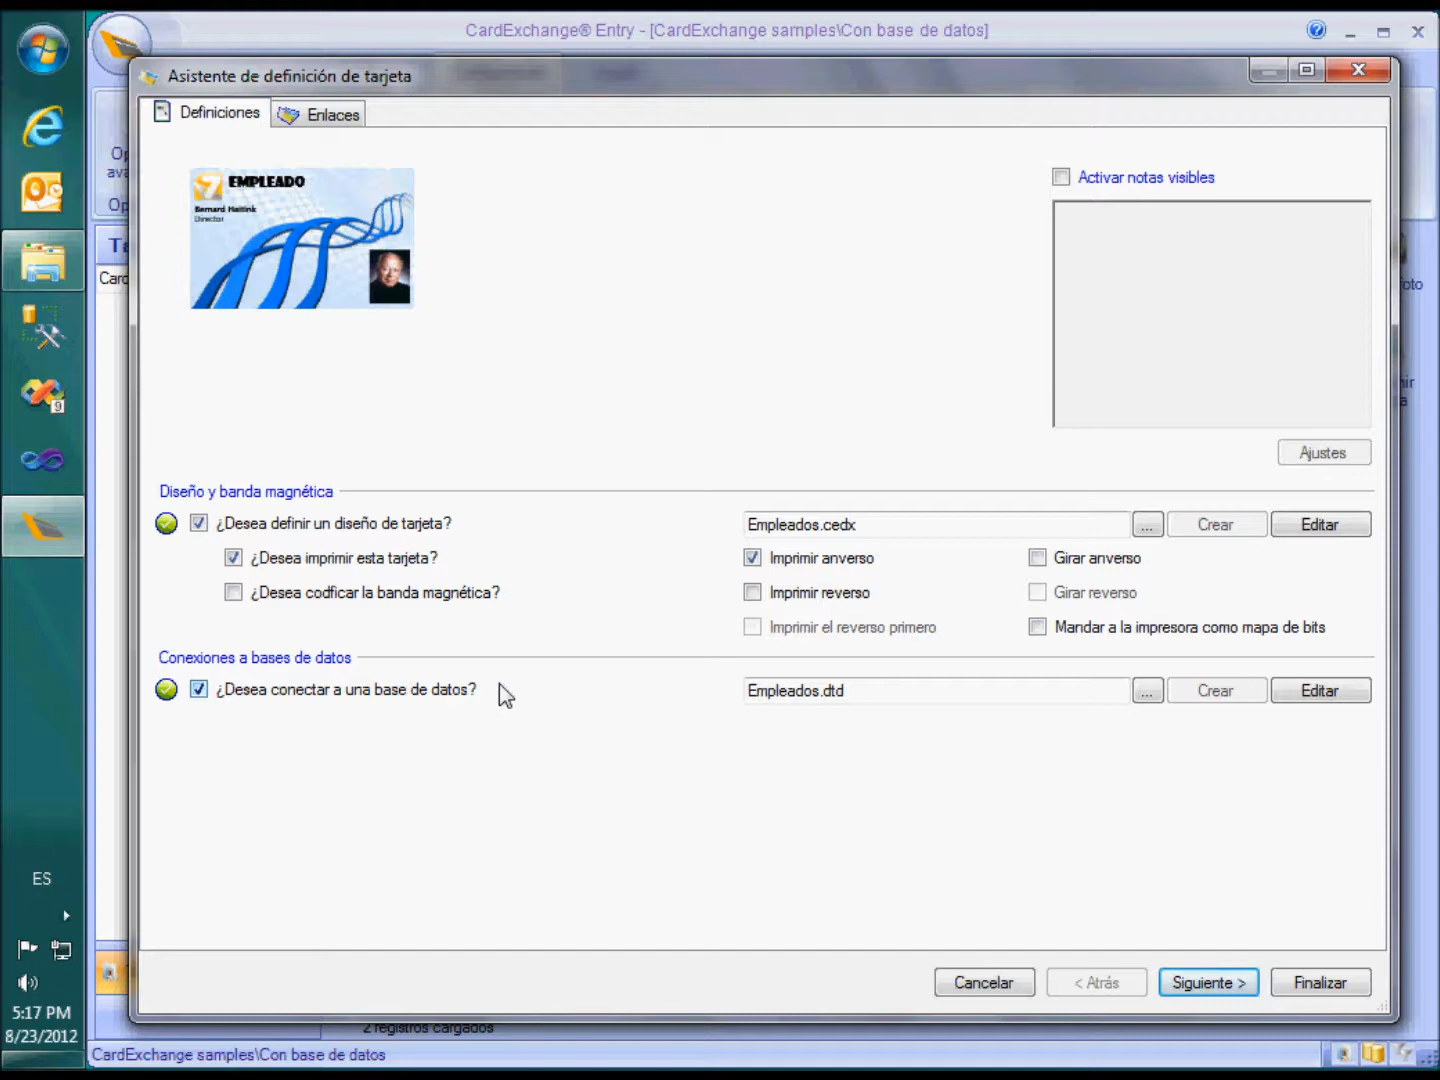 CardExchange® Entry - [CardExchange samples\Con base de datos]
Asistente de definición de tarjeta
Definiciones
Enlaces
EMPLEADO
Bernard Haitink
Director
Activar notas visibles
Ajustes
Diseño y banda magnética
¿Desea definir un diseño de tarjeta?
Empleados.cedx
...
Crear
Editar
¿Desea imprimir esta tarjeta?
Imprimir anverso
Girar anverso
¿Desea codficar la banda magnética?
Imprimir reverso
Girar reverso
Imprimir el reverso primero
Mandar a la impresora como mapa de bits
Conexiones a bases de datos
¿Desea conectar a una base de datos?
Empleados.dtd
...
Crear
Editar
Cancelar
< Atrás
Siguiente >
Finalizar
2 registros cargados
CardExchange samples\Con base de datos
ES
5:17 PM
8/23/2012